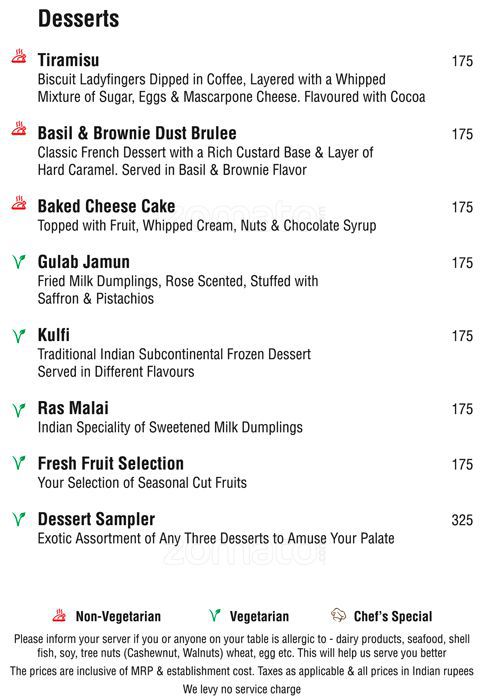 Desserts
Tiramisu 175
Biscuit Ladyfingers Dipped in Coffee, Layered with a Whipped
Mixture of Sugar, Eggs & Mascarpone Cheese. Flavoured with Cocoa
Basil & Brownie Dust Brulee 175
Classic French Dessert with a Rich Custard Base & Layer of
Hard Caramel. Served in Basil & Brownie Flavor
Baked Cheese Cake 175
zomato
Topped with Fruit, Whipped Cream, Nuts & Chocolate Syrup
Gulab Jamun 175
Fried Milk Dumplings, Rose Scented, Stuffed with
Saffron & Pistachios
Kulfi 175
Traditional Indian Subcontinental Frozen Dessert
Served in Different Flavours
Ras Malai 175
Indian Speciality of Sweetened Milk Dumplings
Fresh Fruit Selection 175
Your Selection of Seasonal Cut Fruits
Dessert Sampler 325
Exotic Assortment of Any Three Desserts to Amuse Your Palate
zomato
Non-Vegetarian Vegetarian Chef's Special
Please inform your server if you or anyone on your table is allergic to - dairy products, seafood, shell
fish, soy, tree nuts (Cashewnut, Walnuts) wheat, egg etc. This will help us serve you better
The prices are inclusive of MRP & establishment cost. Taxes as applicable & all prices in Indian rupees
We levy no service charge